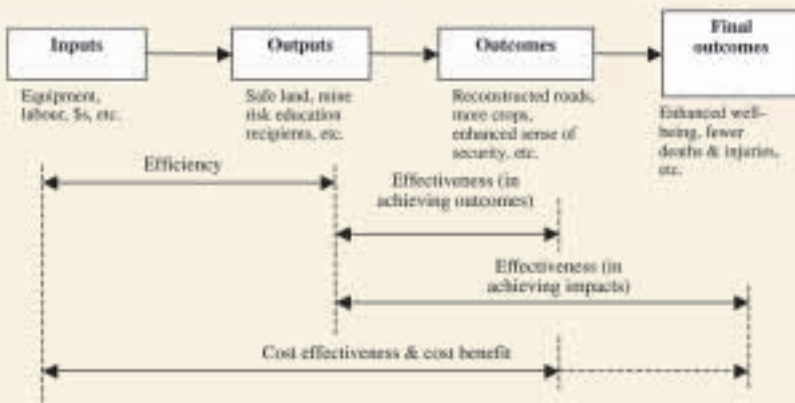 Inputs
Outputs
Outcomes
Final
outcomes
Equipment,
labour, $s, etc.
Safe land, mine
risk education
recipients, etc.
Reconstructed roads,
more crops,
enhanced sense of
security, etc.
Enhanced well-
being, fewer
deaths & injuries,
etc.
Efficiency
Effectiveness (in
achieving outcomes)
Effectiveness (in
achieving impacts)
Cost effectiveness & cost benefit